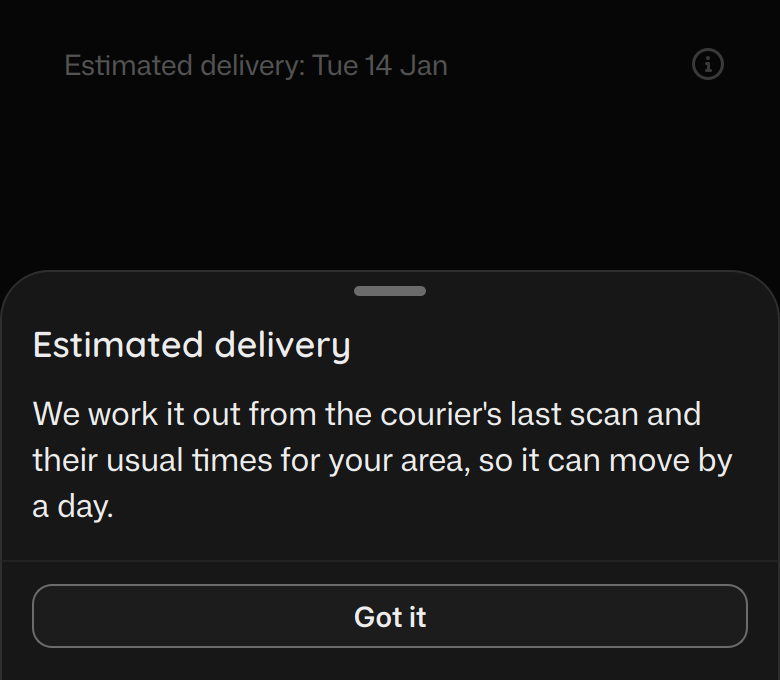 Estimated delivery: Tue 14 Jan
Estimated delivery
We work it out from the courier's last scan and
their usual times for your area, so it can move by
a day.
Got it